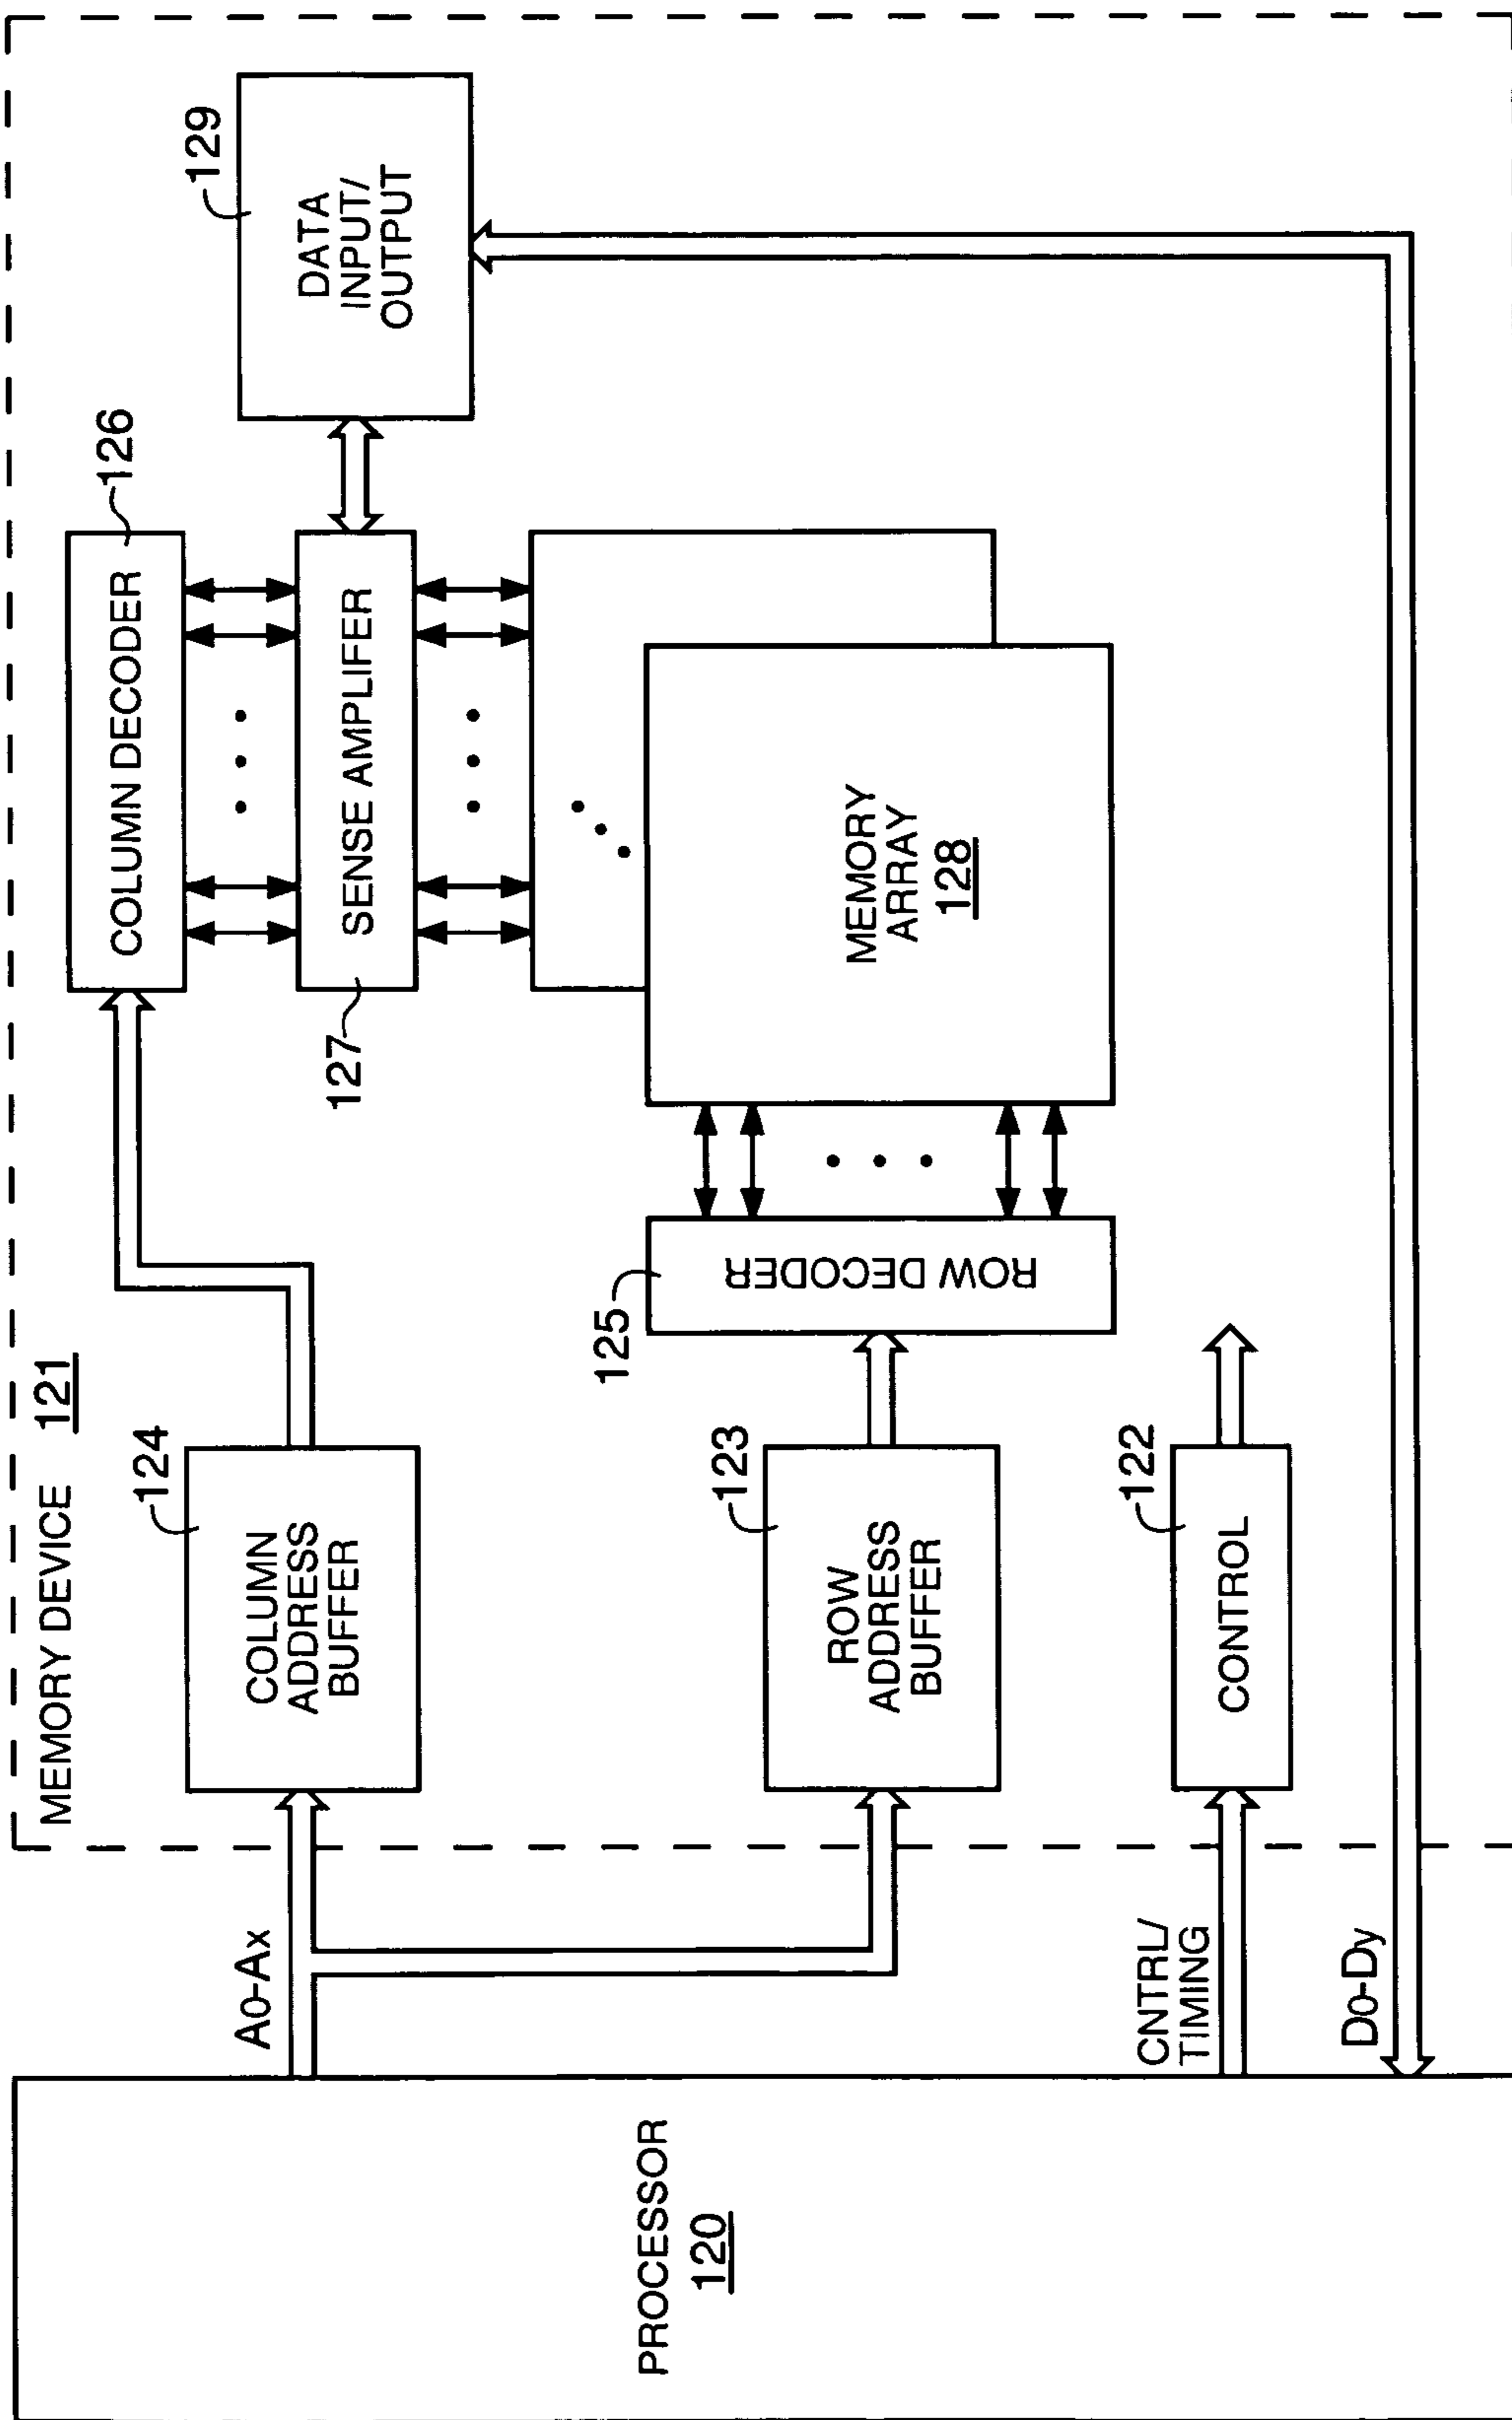 PROCESSOR
120
A0-Ax
CNTRL/
TIMING
D0-Dy
MEMORY DEVICE 121
124
COLUMN
ADDRESS
BUFFER
123
ROW
ADDRESS
BUFFER
122
CONTROL
126
COLUMN DECODER
127
SENSE AMPLIFER
125
ROW DECODER
MEMORY
ARRAY
128
129
DATA
INPUT/
OUTPUT